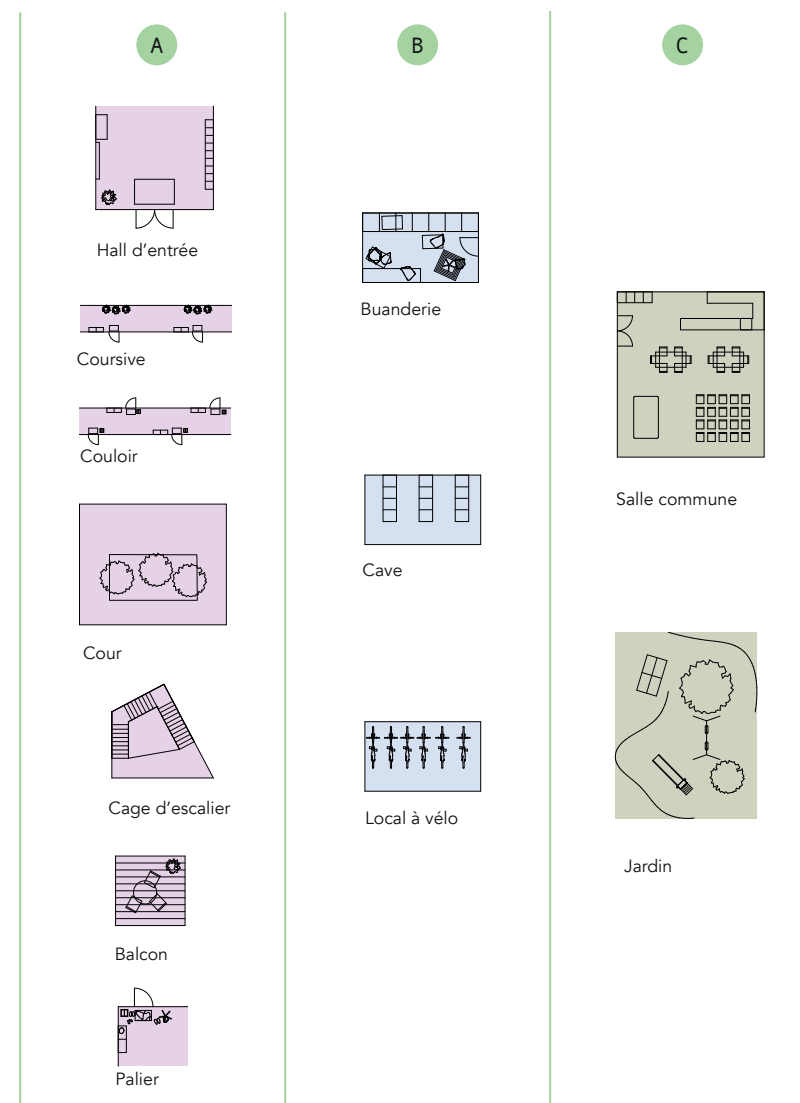 A
Hall d’entrée
Coursive
Couloir
Cour
Cage d’escalier
Balcon
Palier
B
Buanderie
Cave
Local à vélo
C
Salle commune
Jardin